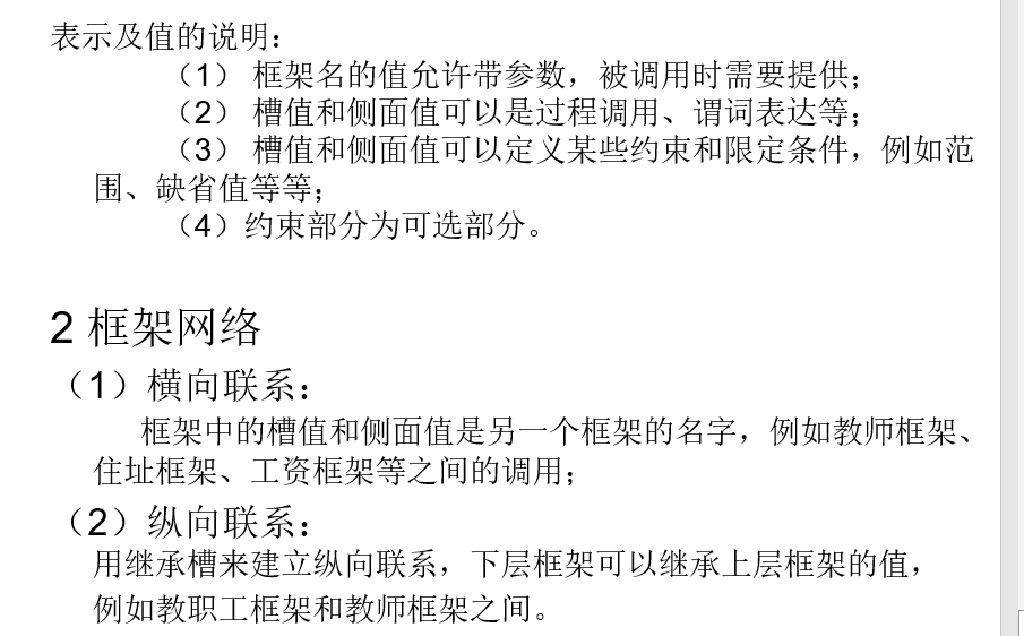 表示及值的说明：
（1） 框架名的值允许带参数，被调用时需要提供；
（2） 槽值和侧面值可以是过程调用、谓词表达等；
（3） 槽值和侧面值可以定义某些约束和限定条件，例如范
围、缺省值等等；
（4）约束部分为可选部分。
2 框架网络
（1）横向联系：
框架中的槽值和侧面值是另一个框架的名字，例如教师框架、
住址框架、工资框架等之间的调用；
（2）纵向联系：
用继承槽来建立纵向联系，下层框架可以继承上层框架的值，
例如教职工框架和教师框架之间。